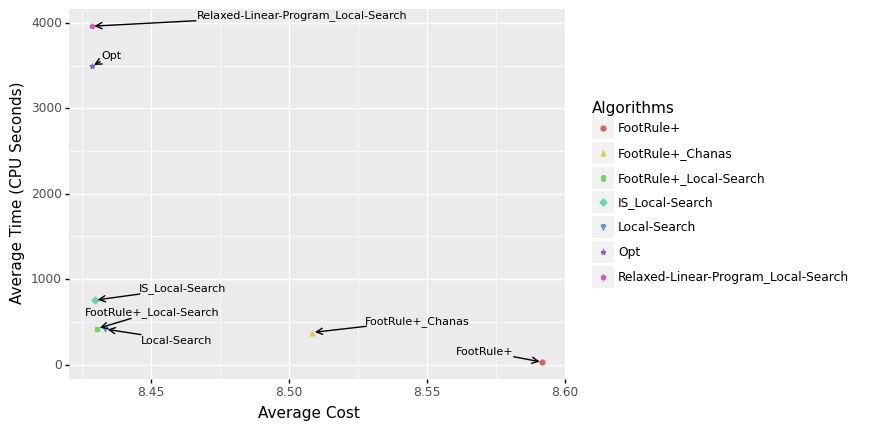 Relaxed-Linear-Program_Local-Search
Opt
IS_Local-Search
FootRule+_Local-Search
Local-Search
FootRule+_Chanas
FootRule+
4000
3000
2000
1000
0
8.45
8.50
8.55
8.60
Average Cost
Average Time (CPU Seconds)
Algorithms
FootRule+
FootRule+_Chanas
FootRule+_Local-Search
IS_Local-Search
Local-Search
Opt
Relaxed-Linear-Program_Local-Search